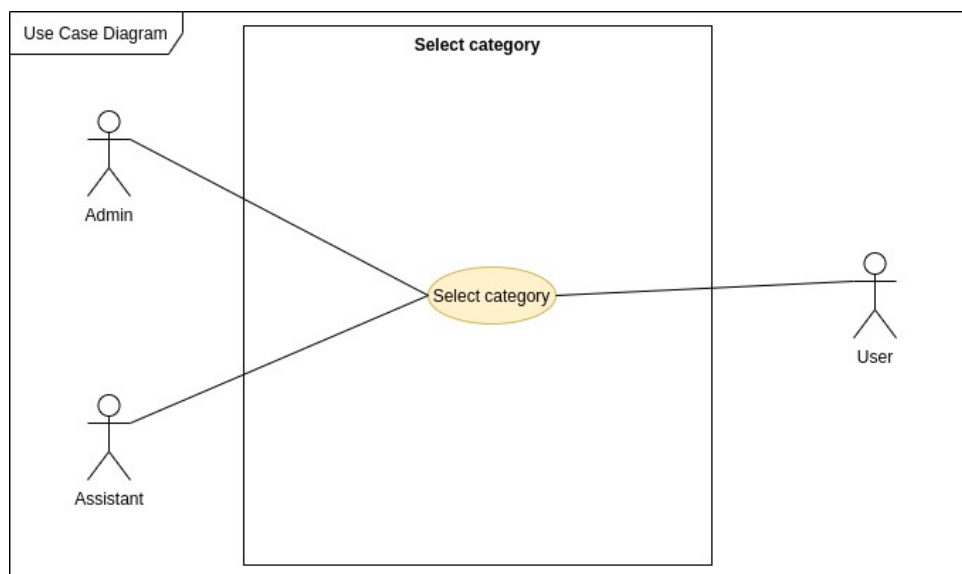 Use Case Diagram
Select category
Admin
Select category
User
Assistant